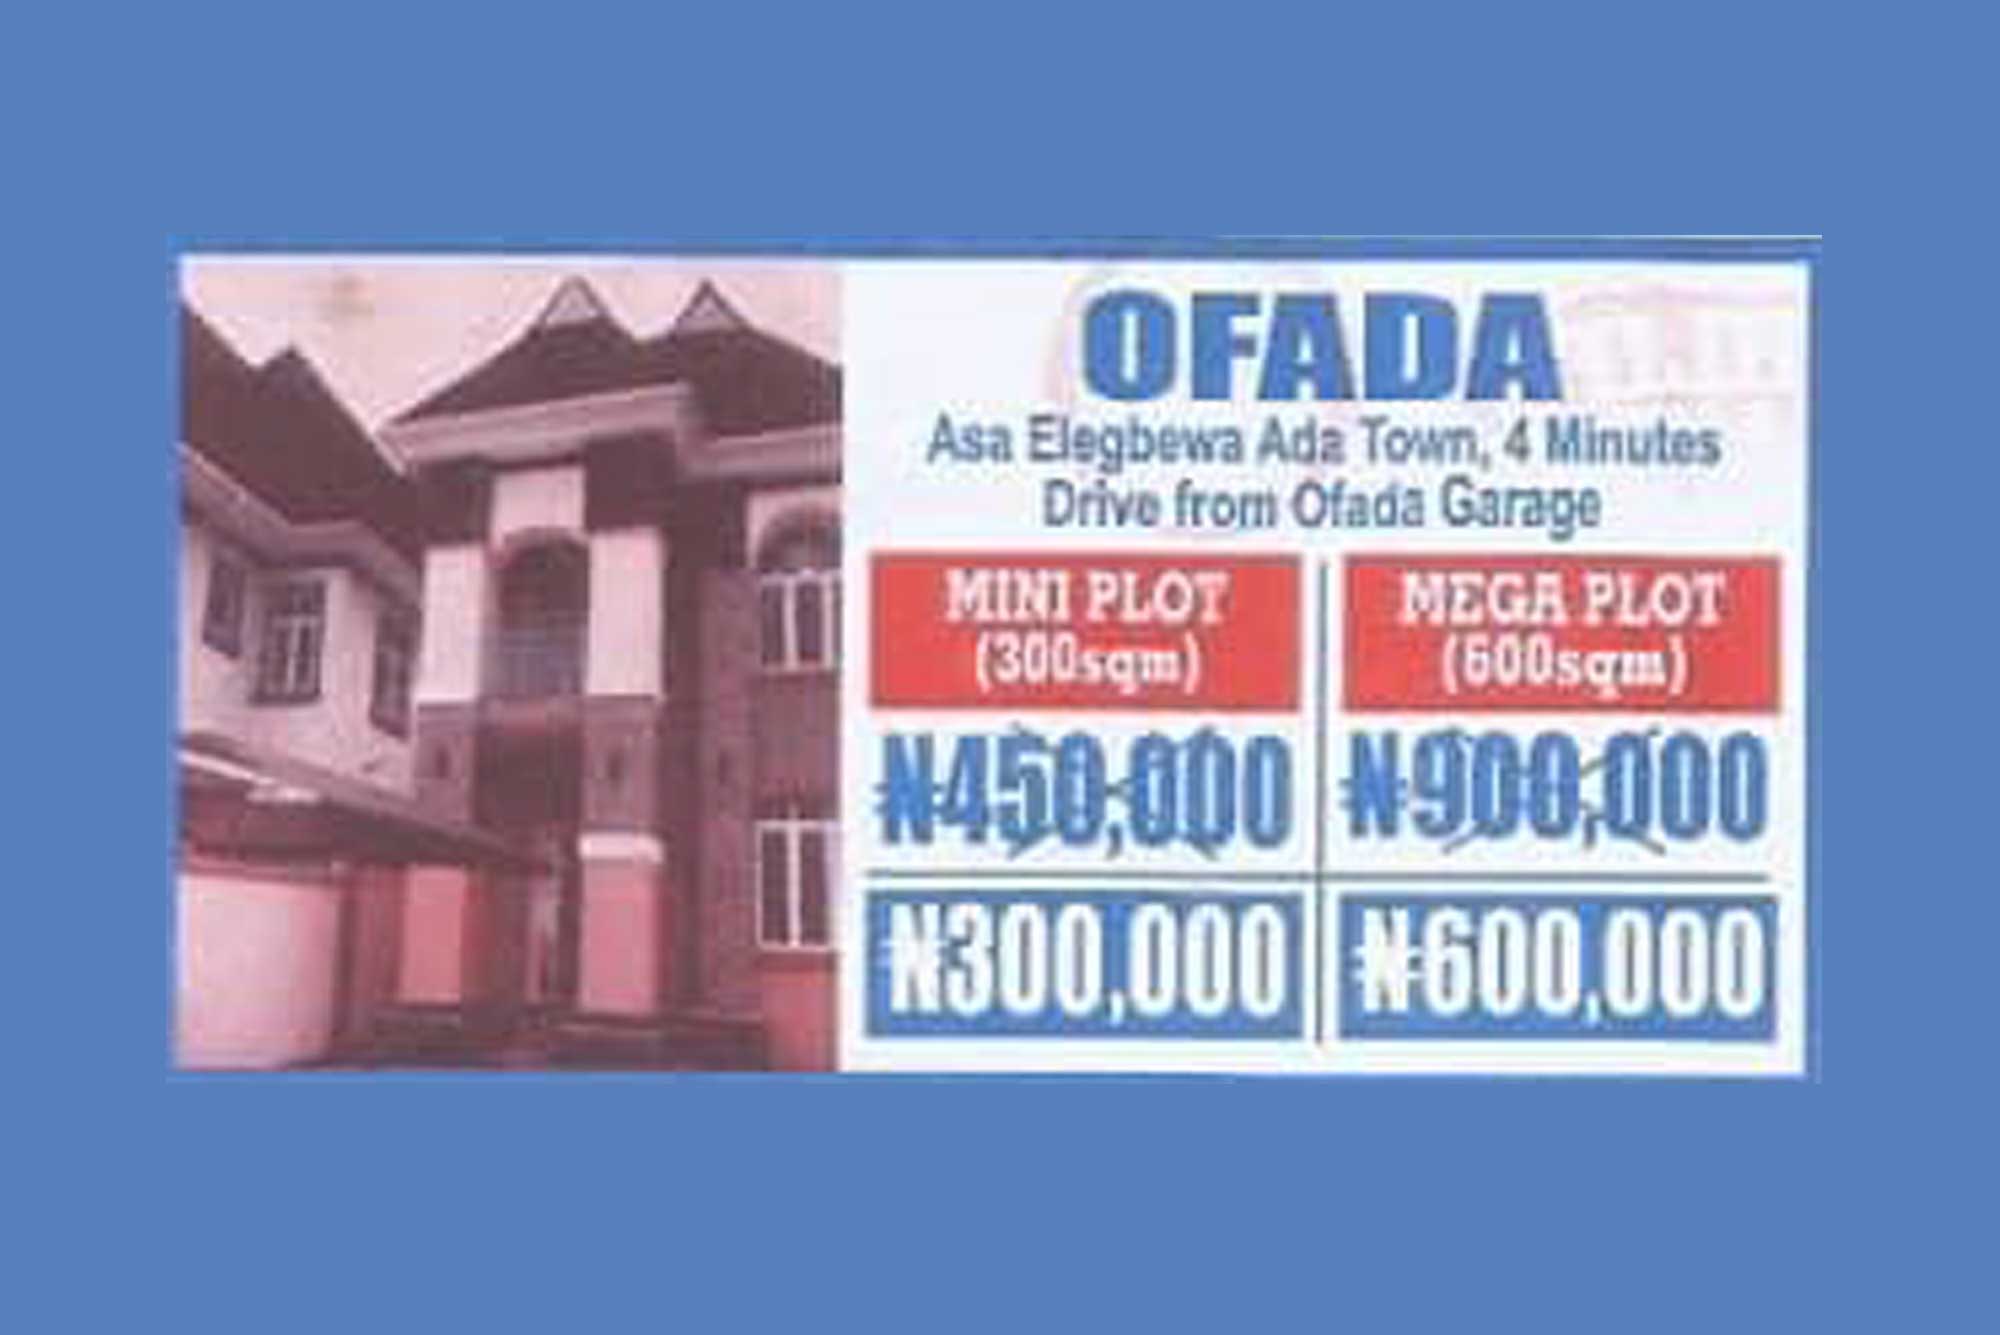 OFADA
Asa Elegbewa Ada Town, 4 Minutes
Drive from Ofada Garage
MINI PLOT
(300sqm)
MEGA PLOT
(600sqm)
₦450,000
₦900,000
₦300,000
₦600,000